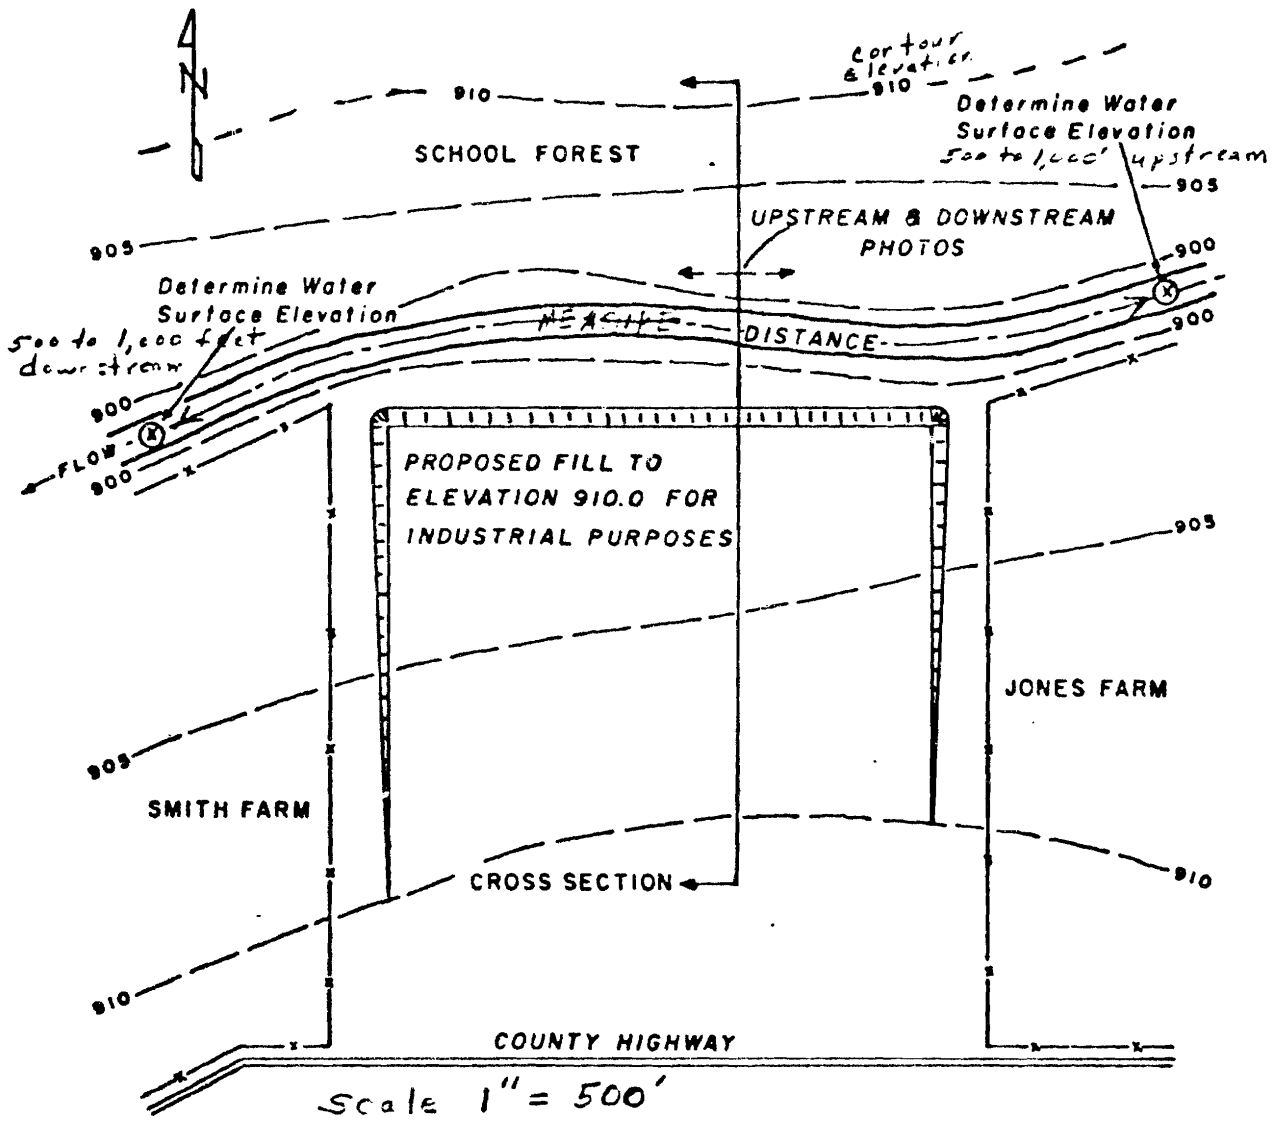 N
contour
elevation
910
910
Determine Water
Surface Elevation
500 to 1,000' upstream
SCHOOL FOREST
905
905
UPSTREAM & DOWNSTREAM
PHOTOS
900
Determine Water
Surface Elevation
500 to 1,000 feet
downstream
MEASURE
DISTANCE
900
900
FLOW
900
PROPOSED FILL TO
ELEVATION 910.0 FOR
INDUSTRIAL PURPOSES
905
JONES FARM
905
SMITH FARM
CROSS SECTION
910
910
COUNTY HIGHWAY
Scale 1" = 500'